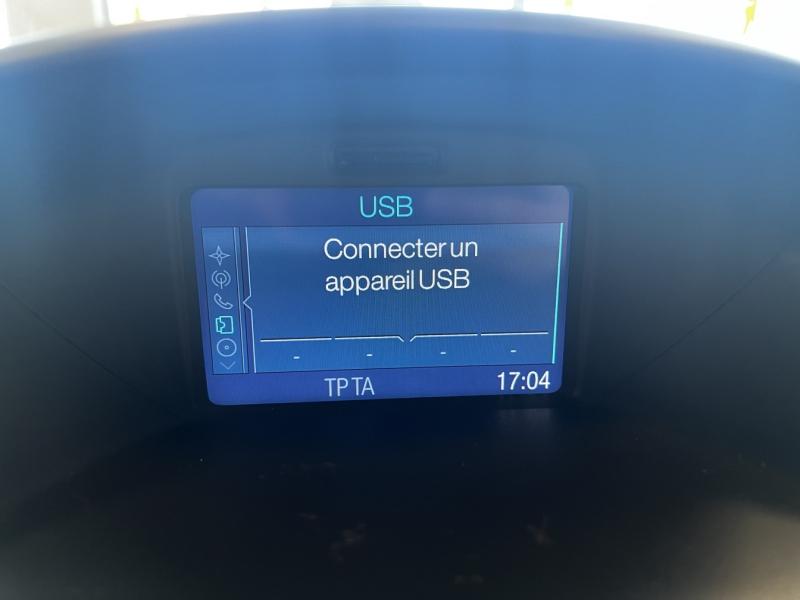 USB
Connecter un
appareil USB
- - - -
TP TA
17:04